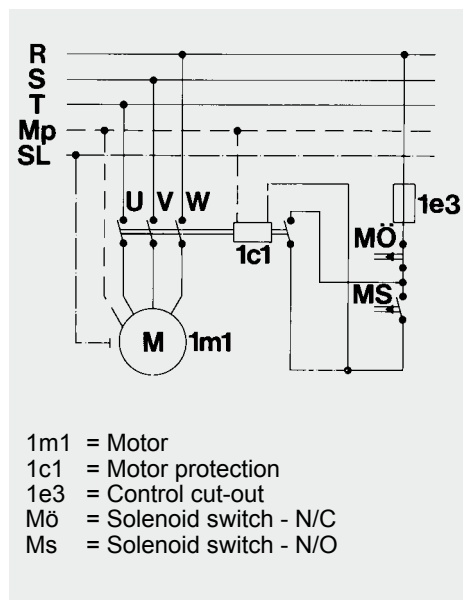 R
S
T
Mp
SL
U V W
1e3
1c1
MÖ
MS
M 1m1
1m1 = Motor
1c1 = Motor protection
1e3 = Control cut-out
Mö = Solenoid switch - N/C
Ms = Solenoid switch - N/O